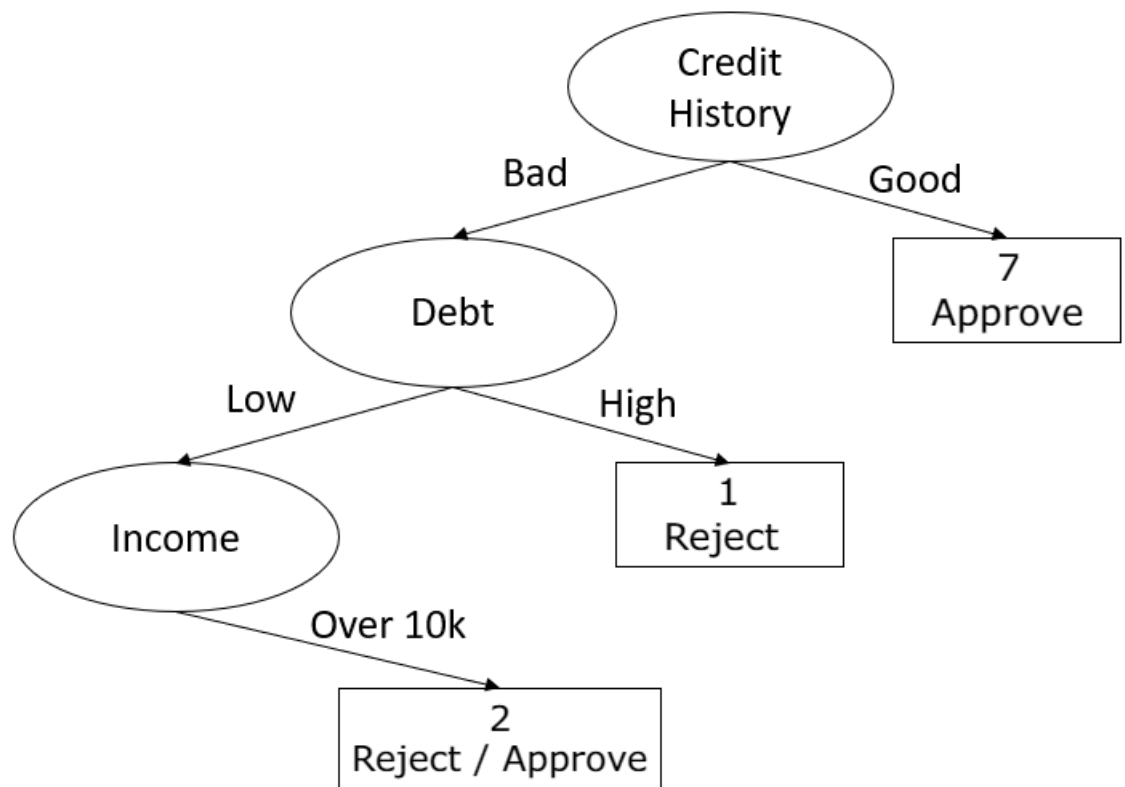 Credit
History
Bad
Good
7
Approve
Debt
Low
High
1
Reject
Income
Over 10k
2
Reject / Approve